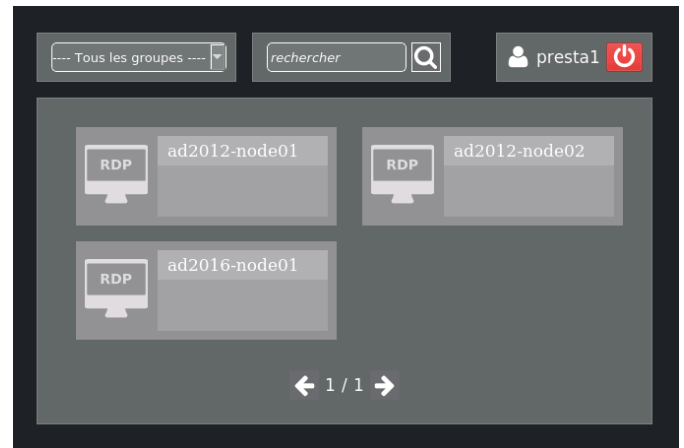 ---- Tous les groupes ----
rechercher
presta1
RDP
ad2012-node01
RDP
ad2012-node02
RDP
ad2016-node01
1 / 1